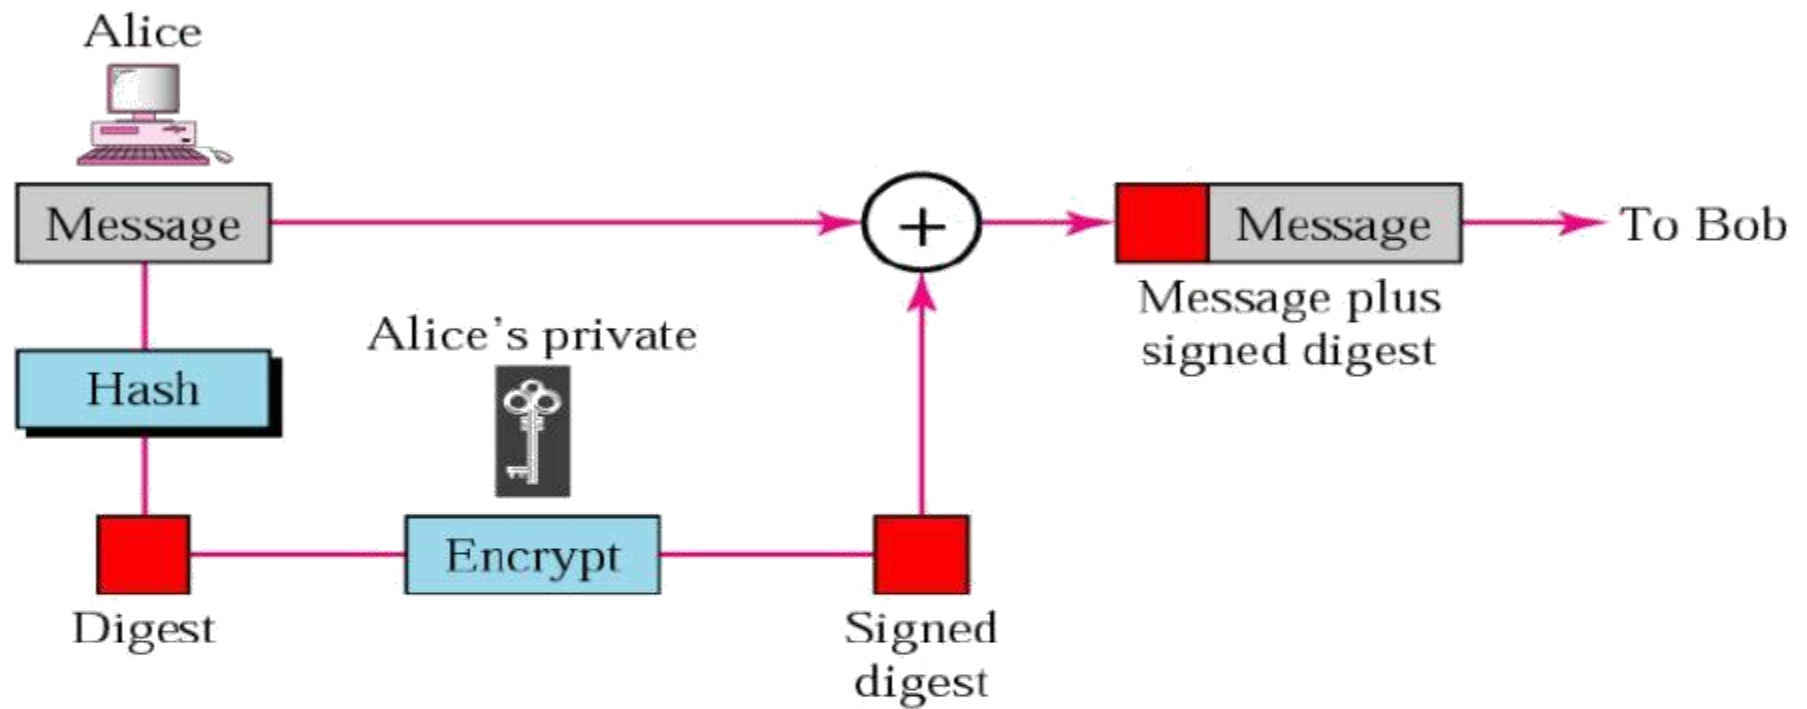 Alice
Message
+
Message
To Bob
Message plus
signed digest
Alice's private
Hash
Encrypt
Digest
Signed
digest